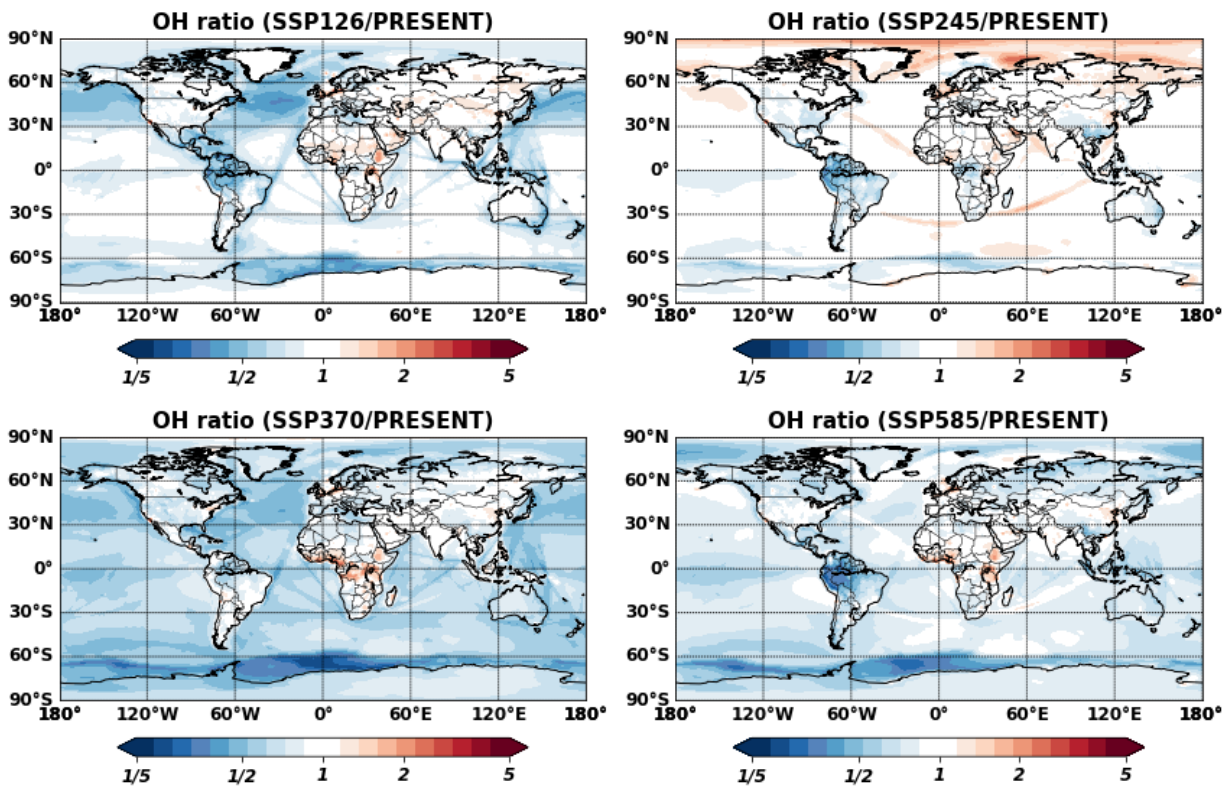 OH ratio (SSP126/PRESENT)
90°N
60°N
30°N
0°
30°S
60°S
90°S
180° 120°W 60°W 0° 60°E 120°E 180°
1/5 1/2 1 2 5
OH ratio (SSP245/PRESENT)
90°N
60°N
30°N
0°
30°S
60°S
90°S
180° 120°W 60°W 0° 60°E 120°E 180°
1/5 1/2 1 2 5
OH ratio (SSP370/PRESENT)
90°N
60°N
30°N
0°
30°S
60°S
90°S
180° 120°W 60°W 0° 60°E 120°E 180°
1/5 1/2 1 2 5
OH ratio (SSP585/PRESENT)
90°N
60°N
30°N
0°
30°S
60°S
90°S
180° 120°W 60°W 0° 60°E 120°E 180°
1/5 1/2 1 2 5